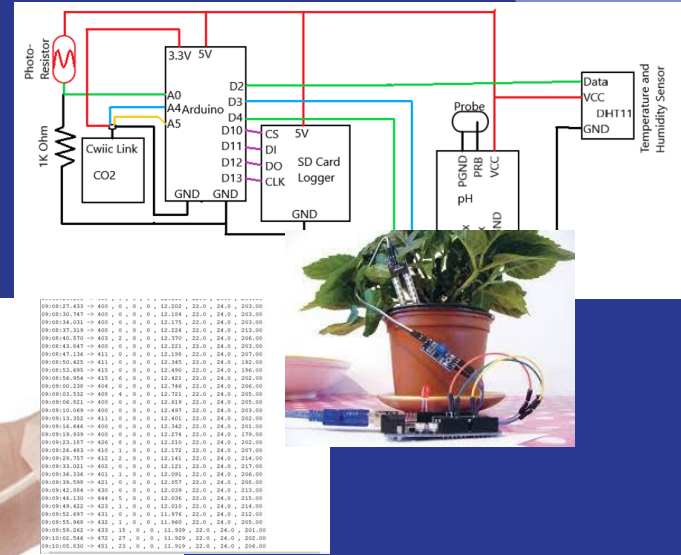 Photo-
Resistor
3.3V 5V
A0
A4 Arduino
A5
D2
D3
D4
D10
D11
D12
D13
GND GND
1K Ohm
Cwiic Link
CO2
5V
CS
DI
DO
CLK
SD Card
Logger
GND
Probe
PGND
PRB
VCC
pH
Data
VCC
DHT11
GND
Temperature and
Humidity Sensor
09:08:27.433 -> 400 , 0 , 0 , 0 , 12.202 , 22.0 , 24.0 , 203.00
09:08:30.747 -> 400 , 0 , 0 , 0 , 12.184 , 22.0 , 24.0 , 203.00
09:08:34.031 -> 400 , 0 , 0 , 0 , 12.175 , 22.0 , 24.0 , 203.00
09:08:37.319 -> 400 , 0 , 0 , 0 , 12.224 , 22.0 , 24.0 , 213.00
09:08:40.570 -> 403 , 2 , 0 , 0 , 12.370 , 22.0 , 24.0 , 206.00
09:08:43.847 -> 400 , 0 , 0 , 0 , 12.221 , 22.0 , 24.0 , 203.00
09:08:47.136 -> 411 , 0 , 0 , 0 , 12.198 , 22.0 , 24.0 , 207.00
09:08:50.425 -> 411 , 0 , 0 , 0 , 12.345 , 22.0 , 24.0 , 192.00
09:08:53.695 -> 415 , 0 , 0 , 0 , 12.490 , 22.0 , 24.0 , 196.00
09:08:56.954 -> 415 , 6 , 0 , 0 , 12.421 , 22.0 , 24.0 , 202.00
09:09:00.238 -> 404 , 0 , 0 , 0 , 12.746 , 22.0 , 24.0 , 206.00
09:09:03.532 -> 408 , 4 , 0 , 0 , 12.721 , 22.0 , 24.0 , 205.00
09:09:06.821 -> 400 , 0 , 0 , 0 , 12.619 , 22.0 , 24.0 , 205.00
09:09:10.069 -> 400 , 0 , 0 , 0 , 12.497 , 22.0 , 24.0 , 203.00
09:09:13.352 -> 411 , 0 , 0 , 0 , 12.401 , 22.0 , 24.0 , 202.00
09:09:16.646 -> 400 , 0 , 0 , 0 , 12.342 , 22.0 , 24.0 , 201.00
09:09:19.939 -> 400 , 0 , 0 , 0 , 12.274 , 22.0 , 24.0 , 179.00
09:09:23.187 -> 426 , 8 , 0 , 0 , 12.210 , 22.0 , 24.0 , 202.00
09:09:26.483 -> 410 , 1 , 0 , 0 , 12.172 , 22.0 , 24.0 , 207.00
09:09:29.757 -> 412 , 2 , 0 , 0 , 12.141 , 22.0 , 24.0 , 214.00
09:09:33.021 -> 402 , 0 , 0 , 0 , 12.121 , 22.0 , 24.0 , 217.00
09:09:36.336 -> 401 , 1 , 0 , 0 , 12.091 , 22.0 , 24.0 , 206.00
09:09:39.598 -> 421 , 0 , 0 , 0 , 12.057 , 22.0 , 24.0 , 208.00
09:09:42.884 -> 430 , 0 , 0 , 0 , 12.039 , 22.0 , 24.0 , 213.00
09:09:46.130 -> 444 , 5 , 0 , 0 , 12.036 , 22.0 , 24.0 , 215.00
09:09:49.422 -> 423 , 1 , 0 , 0 , 12.010 , 22.0 , 24.0 , 214.00
09:09:52.697 -> 431 , 0 , 0 , 0 , 11.976 , 22.0 , 24.0 , 212.00
09:09:55.968 -> 432 , 1 , 0 , 0 , 11.960 , 22.0 , 24.0 , 205.00
09:09:59.262 -> 433 , 15 , 0 , 0 , 11.939 , 22.0 , 24.0 , 201.00
09:10:02.546 -> 472 , 27 , 0 , 0 , 11.929 , 22.0 , 24.0 , 202.00
09:10:05.830 -> 451 , 23 , 0 , 0 , 11.919 , 22.0 , 24.0 , 206.00